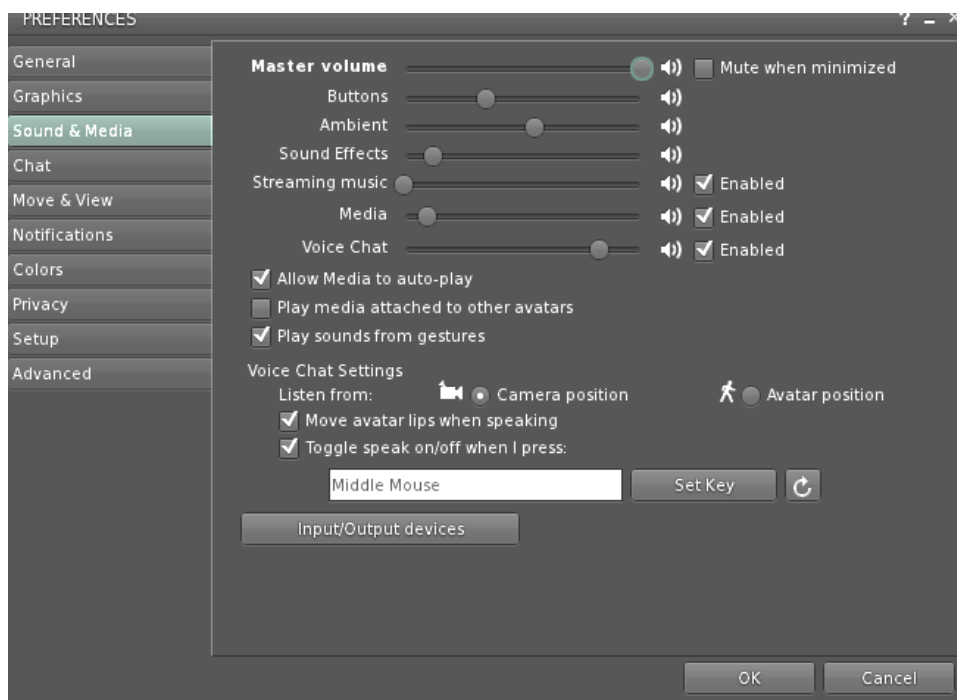 PREFERENCES ? _ ×
General
Graphics
Sound & Media
Chat
Move & View
Notifications
Colors
Privacy
Setup
Advanced
Master volume Mute when minimized
Buttons
Ambient
Sound Effects
Streaming music Enabled
Media Enabled
Voice Chat Enabled
Allow Media to auto-play
Play media attached to other avatars
Play sounds from gestures
Voice Chat Settings
Listen from: Camera position Avatar position
Move avatar lips when speaking
Toggle speak on/off when I press:
Middle Mouse Set Key
Input/Output devices
OK Cancel